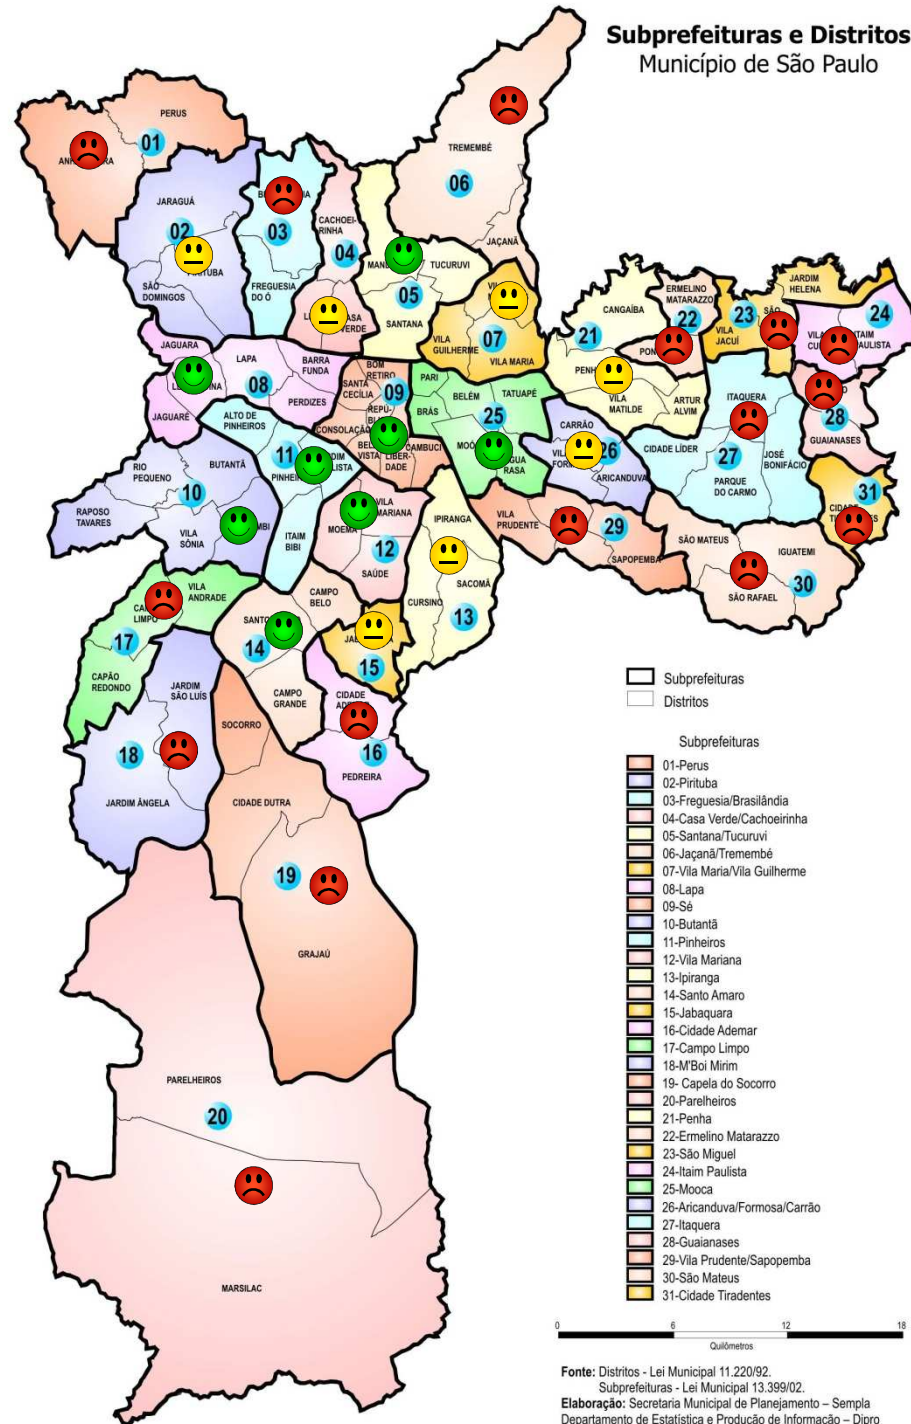 Subprefeituras e Distritos
Município de São Paulo
PERUS
01
TREMEMBÉ
06
JARAGUÁ
02
03
CACHOEI-
RINHA
04
JAÇANÃ
SÃO
DOMINGOS
FREGUESIA
DO Ó
TUCURUVI
05
SANTANA
CANGAÍBA
ERMELINO
MATARAZZO
22
JARDIM
HELENA
23
24
VILA
JACUÍ
21
07
VILA
GUILHERME
VILA MARIA
JAGUARA
LAPA
BARRA
FUNDA
08
PERDIZES
JAGUARÉ
BOM
RETIRO
SANTA
CECÍLIA
09
CONSOLAÇÃO
LIBER-
DADE
CAMBUCI
PARI
BELÉM
TATUAPÉ
BRÁS
25
VILA
MATILDE
ARTUR
ALVIM
ITAQUERA
28
GUAIANASES
ALTO DE
PINHEIROS
11
CARRÃO
26
ARICANDUVA
CIDADE LÍDER
27
JOSÉ
BONIFÁCIO
PARQUE
DO CARMO
31
RIO
PEQUENO
BUTANTÃ
10
RAPOSO
TAVARES
VILA
SÔNIA
ITAIM
BIBI
MOEMA
VILA
MARIANA
12
SAÚDE
IPIRANGA
SACOMÃ
CURSINO
13
VILA
PRUDENTE
29
SAPOPEMBA
SÃO MATEUS
IGUATEMI
SÃO RAFAEL
30
VILA
ANDRADE
17
CAPÃO
REDONDO
CAMPO
BELO
14
15
CAMPO
GRANDE
JARDIM
SÃO LUÍS
18
JARDIM ÂNGELA
SOCORRO
CIDADE
16
PEDREIRA
CIDADE DUTRA
19
GRAJAÚ
PARELHEIROS
20
MARSILAC
Subprefeituras
Distritos
Subprefeituras
01-Perus
02-Pirituba
03-Freguesia/Brasilândia
04-Casa Verde/Cachoeirinha
05-Santana/Tucuruvi
06-Jaçanã/Tremembé
07-Vila Maria/Vila Guilherme
08-Lapa
09-Sé
10-Butantã
11-Pinheiros
12-Vila Mariana
13-Ipiranga
14-Santo Amaro
15-Jabaquara
16-Cidade Ademar
17-Campo Limpo
18-M'Boi Mirim
19- Capela do Socorro
20-Parelheiros
21-Penha
22-Ermelino Matarazzo
23-São Miguel
24-Itaim Paulista
25-Mooca
26-Aricanduva/Formosa/Carrão
27-Itaquera
28-Guaianases
29-Vila Prudente/Sapopemba
30-São Mateus
31-Cidade Tiradentes
0 6 12 18
Quilômetros
Fonte: Distritos - Lei Municipal 11.220/92.
Subprefeituras - Lei Municipal 13.399/02.
Elaboração: Secretaria Municipal de Planejamento – Sempla
Departamento de Estatística e Produção de Informação – Dipro